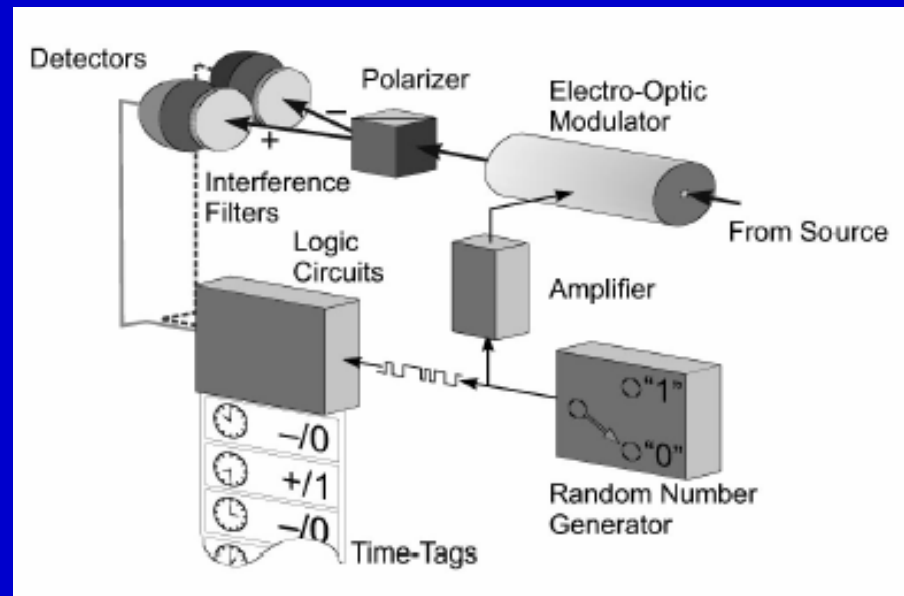 Detectors
Polarizer
Electro-Optic
Modulator
−
+
Interference
Filters
From Source
Logic
Circuits
Amplifier
"1"
"0"
−/0
+/1
−/0
Random Number
Generator
Time-Tags